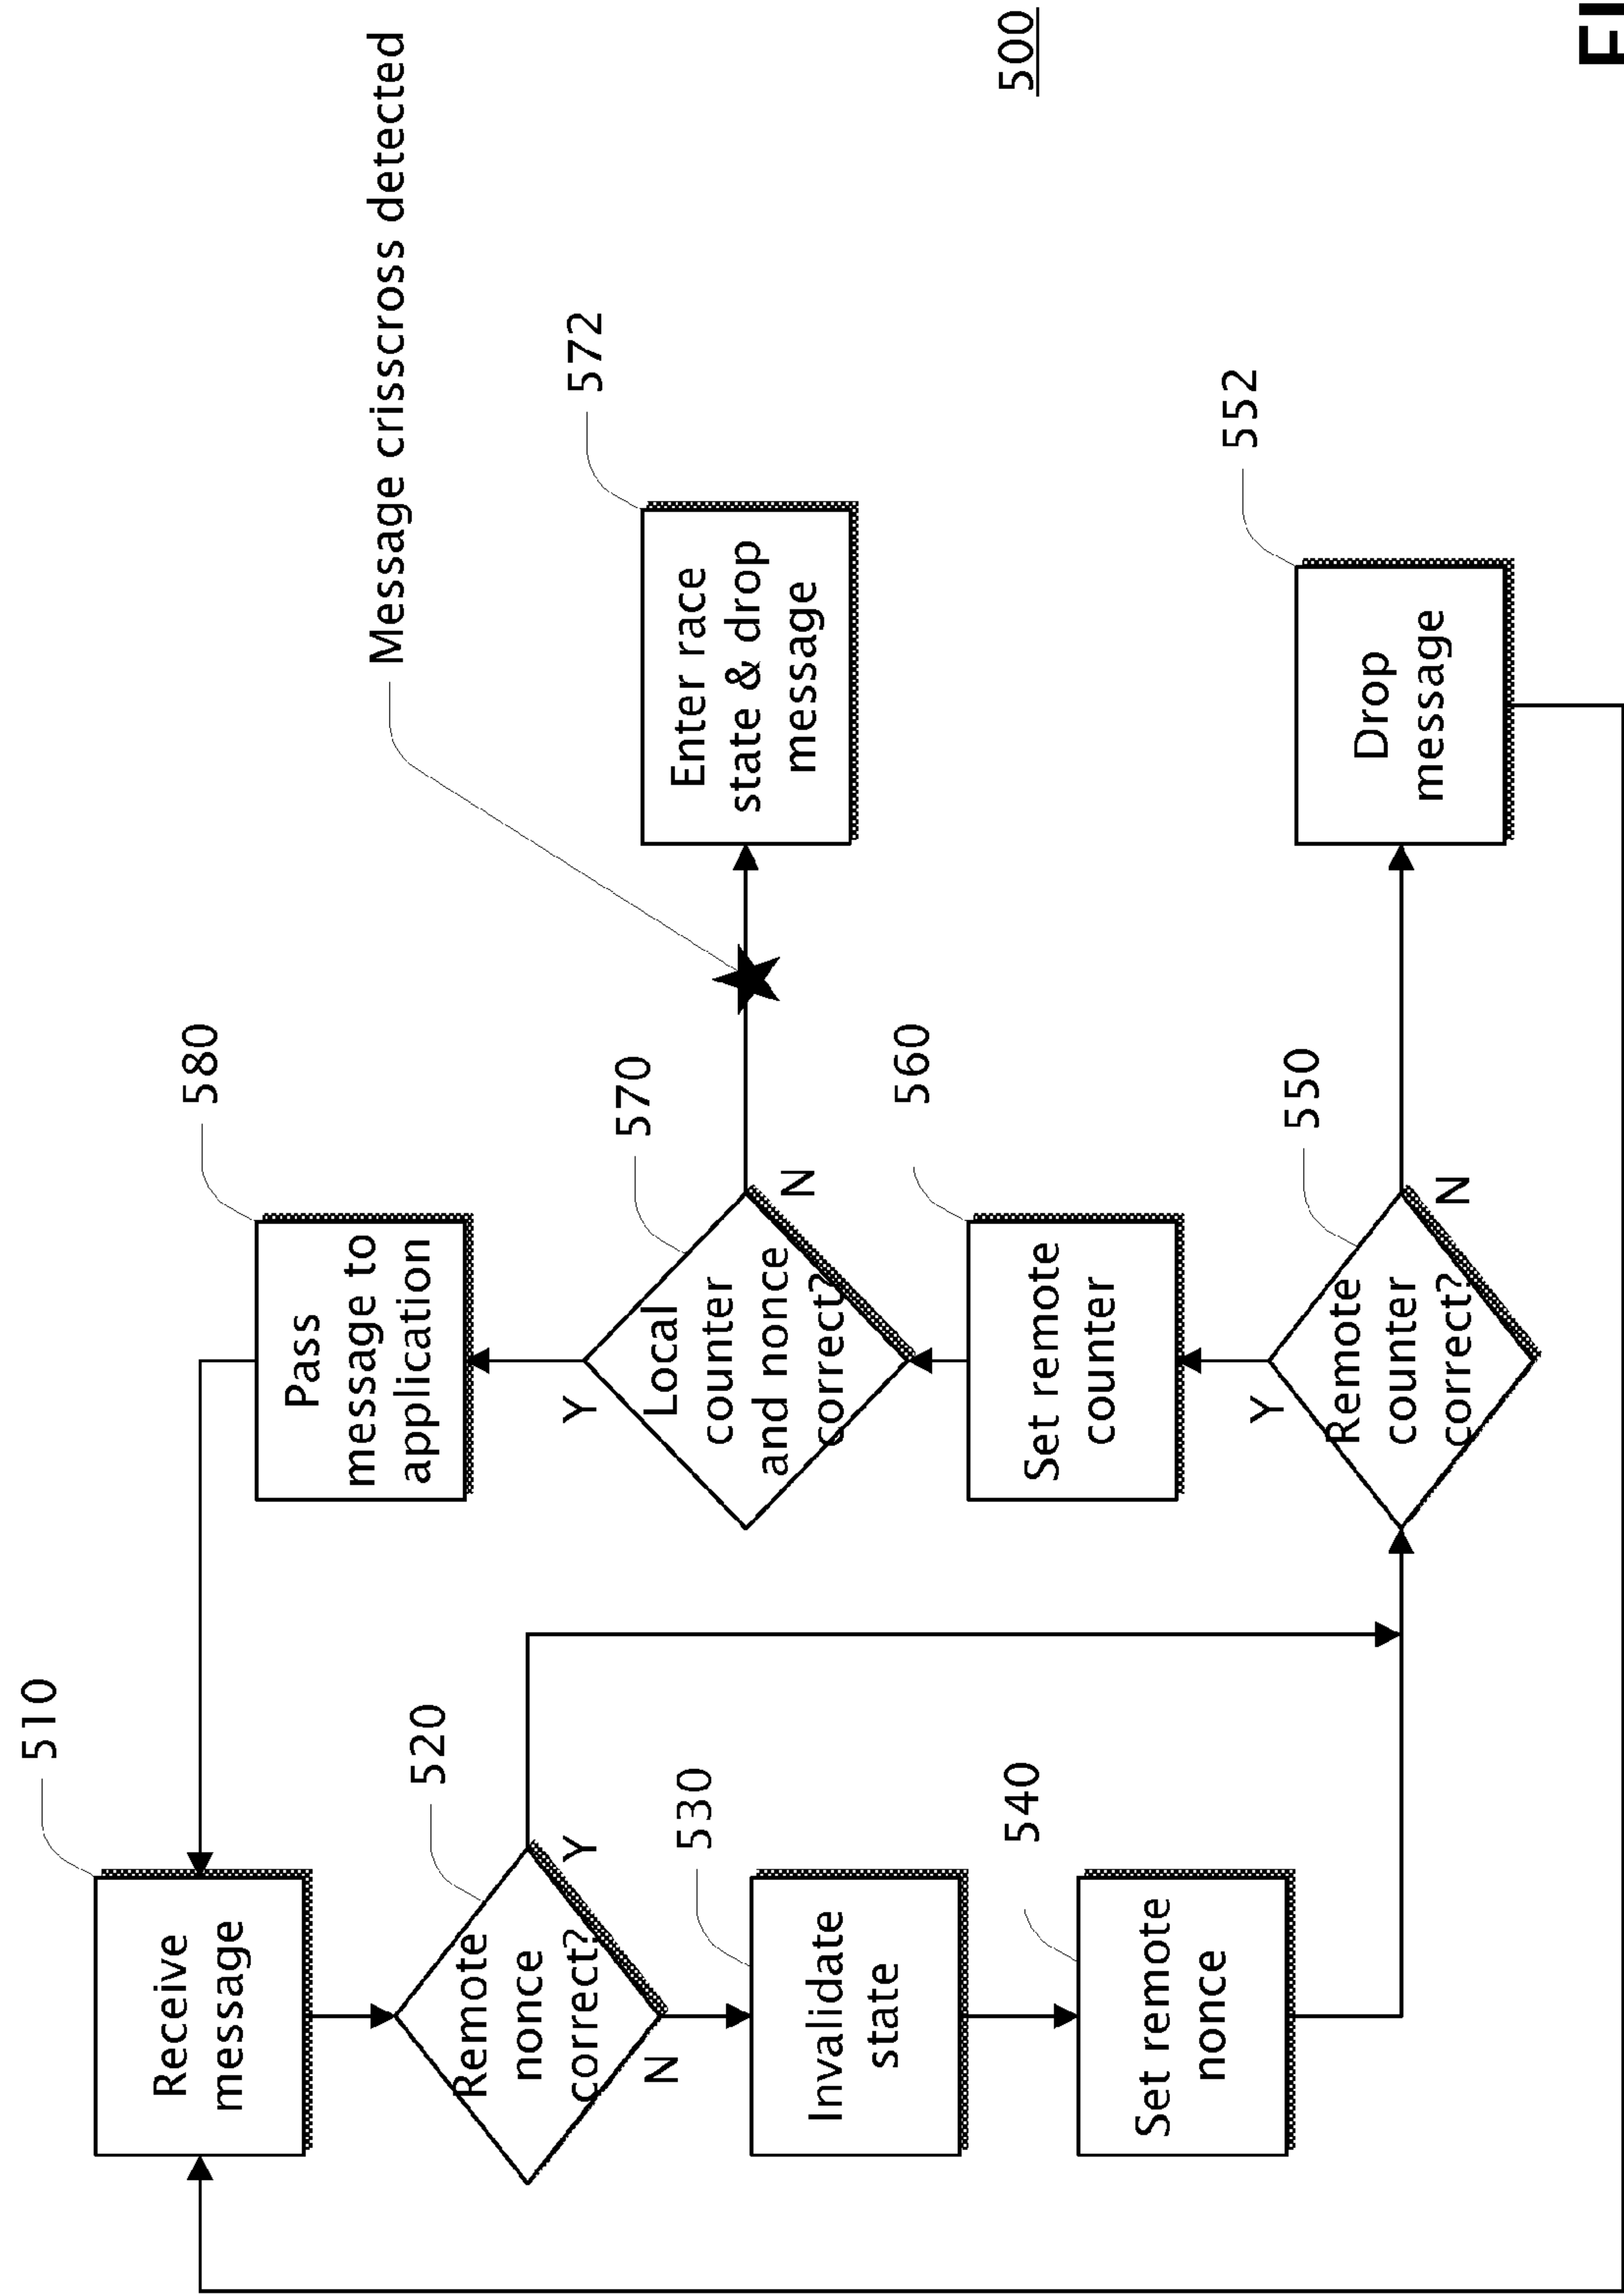 510
Receive
message
520
Remote
nonce
correct?
Y
N
530
Invalidate
state
540
Set remote
nonce
580
Pass
message to
application
Y
570
Local
counter
and nonce
correct?
N
560
Set remote
counter
Y
550
Remote
counter
correct?
N
Message crisscross detected
572
Enter race
state & drop
message
552
Drop
message
500